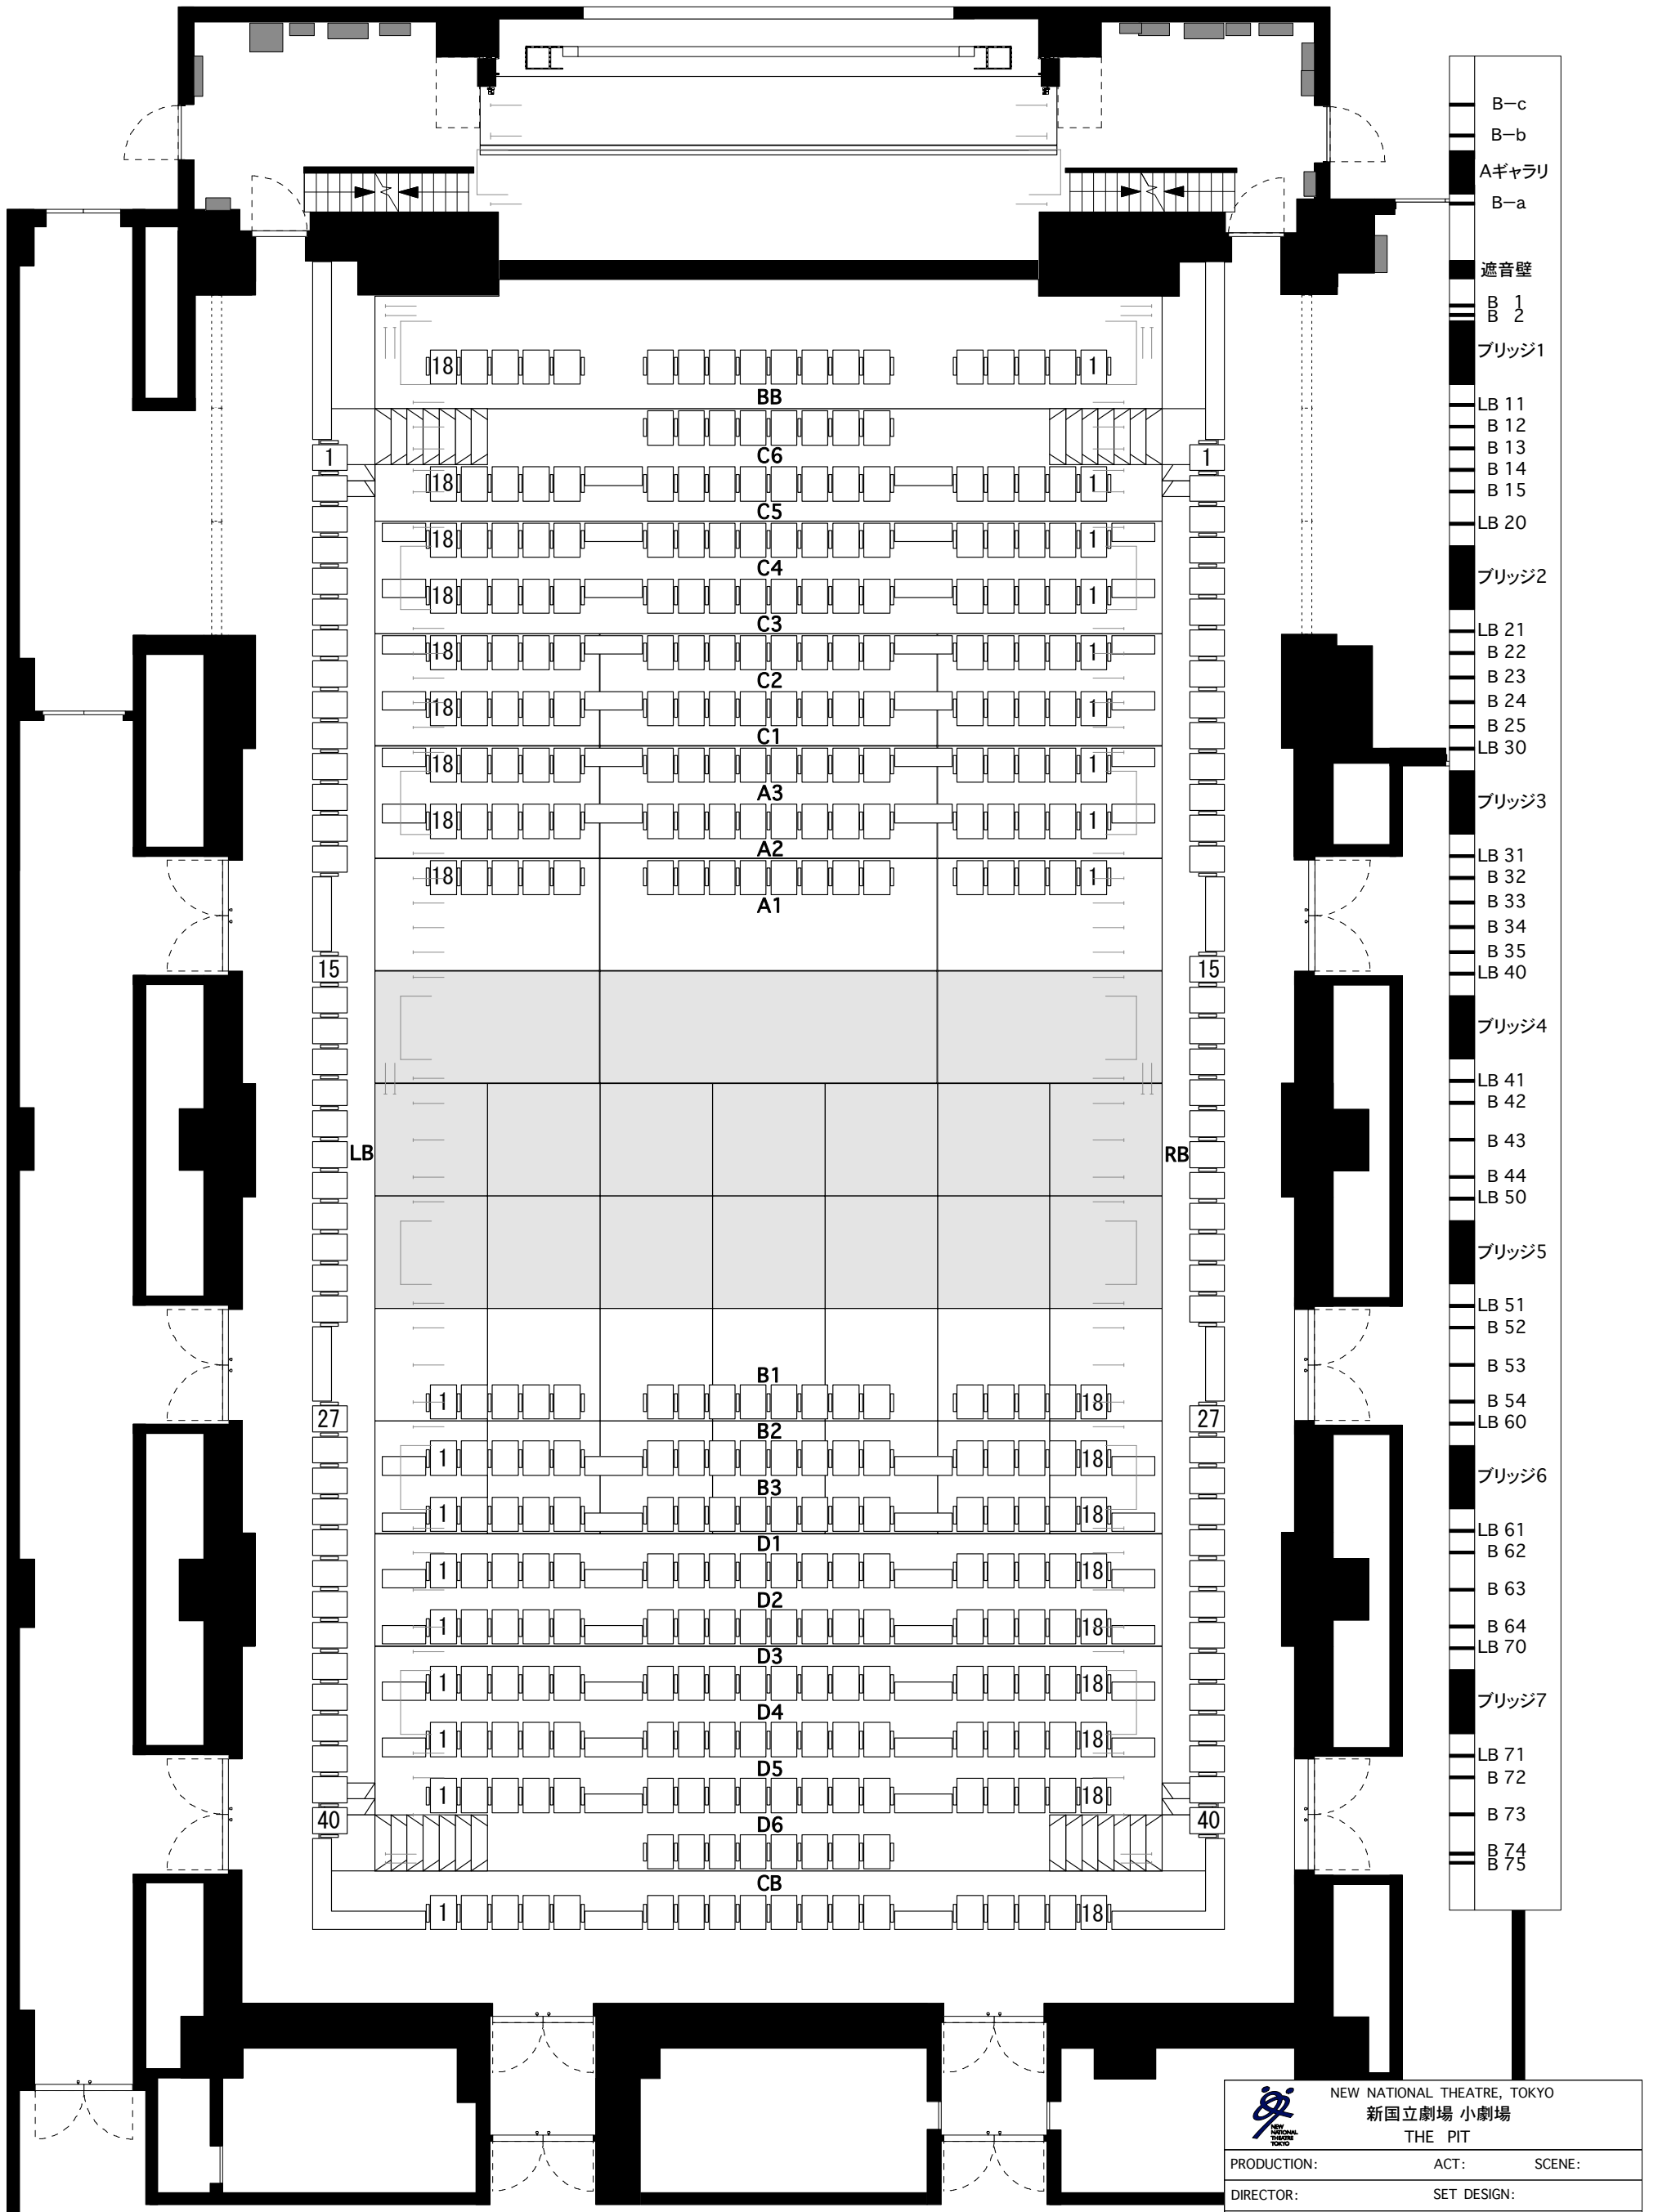 B-c
B-b
Aギャラリ
B-a
遮音壁
B 1
B 2
ブリッジ1
18 1
BB
LB 11
B 12
B 13
C6
1 1
B 14
18 1
B 15
C5
LB 20
18 1
C4
ブリッジ2
18 1
C3
LB 21
18 1
B 22
C2
B 23
B 24
18 1
B 25
C1
LB 30
18 1
A3
ブリッジ3
18 1
A2
LB 31
18 1
B 32
A1
B 33
B 34
B 35
15 15
LB 40
ブリッジ4
LB 41
B 42
B 43
LB RB
B 44
LB 50
ブリッジ5
LB 51
B 52
B 53
B1
1 18
B 54
27 27
LB 60
B2
1 18
ブリッジ6
B3
1 18
LB 61
D1
B 62
1 18
B 63
D2
1 18
B 64
LB 70
D3
1 18
ブリッジ7
D4
1 18
LB 71
D5
B 72
1 18
B 73
40 40
D6
B 74
B 75
CB
1 18
NEW NATIONAL THEATRE, TOKYO
新国立劇場 小劇場
THE PIT
NEW
NATIONAL
THEATRE
TOKYO
PRODUCTION: ACT: SCENE:
DIRECTOR: SET DESIGN: